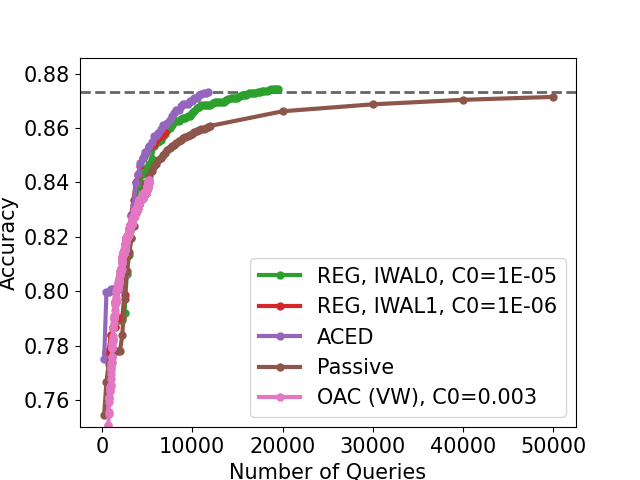 0.88
0.86
0.84
0.82
0.80
0.78
0.76
Accuracy
REG, IWAL0, C0=1E-05
REG, IWAL1, C0=1E-06
ACED
Passive
OAC (VW), C0=0.003
0 10000 20000 30000 40000 50000
Number of Queries